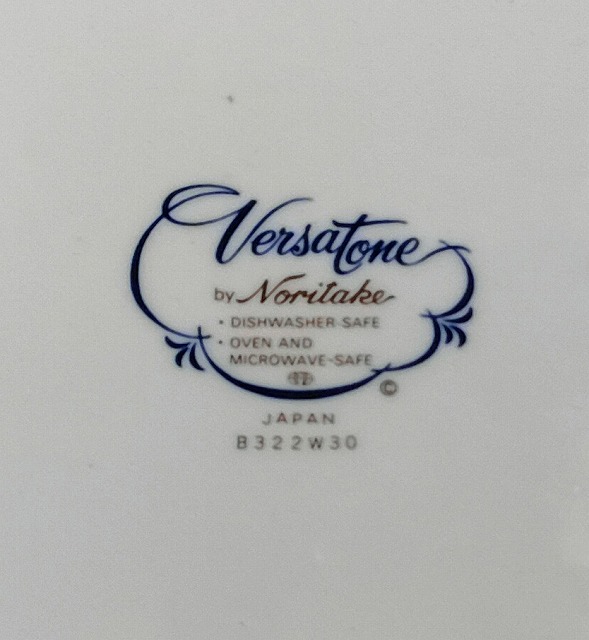 Versatone
by Noritake
• DISHWASHER-SAFE
• OVEN AND
MICROWAVE-SAFE
©
JAPAN
B322W30